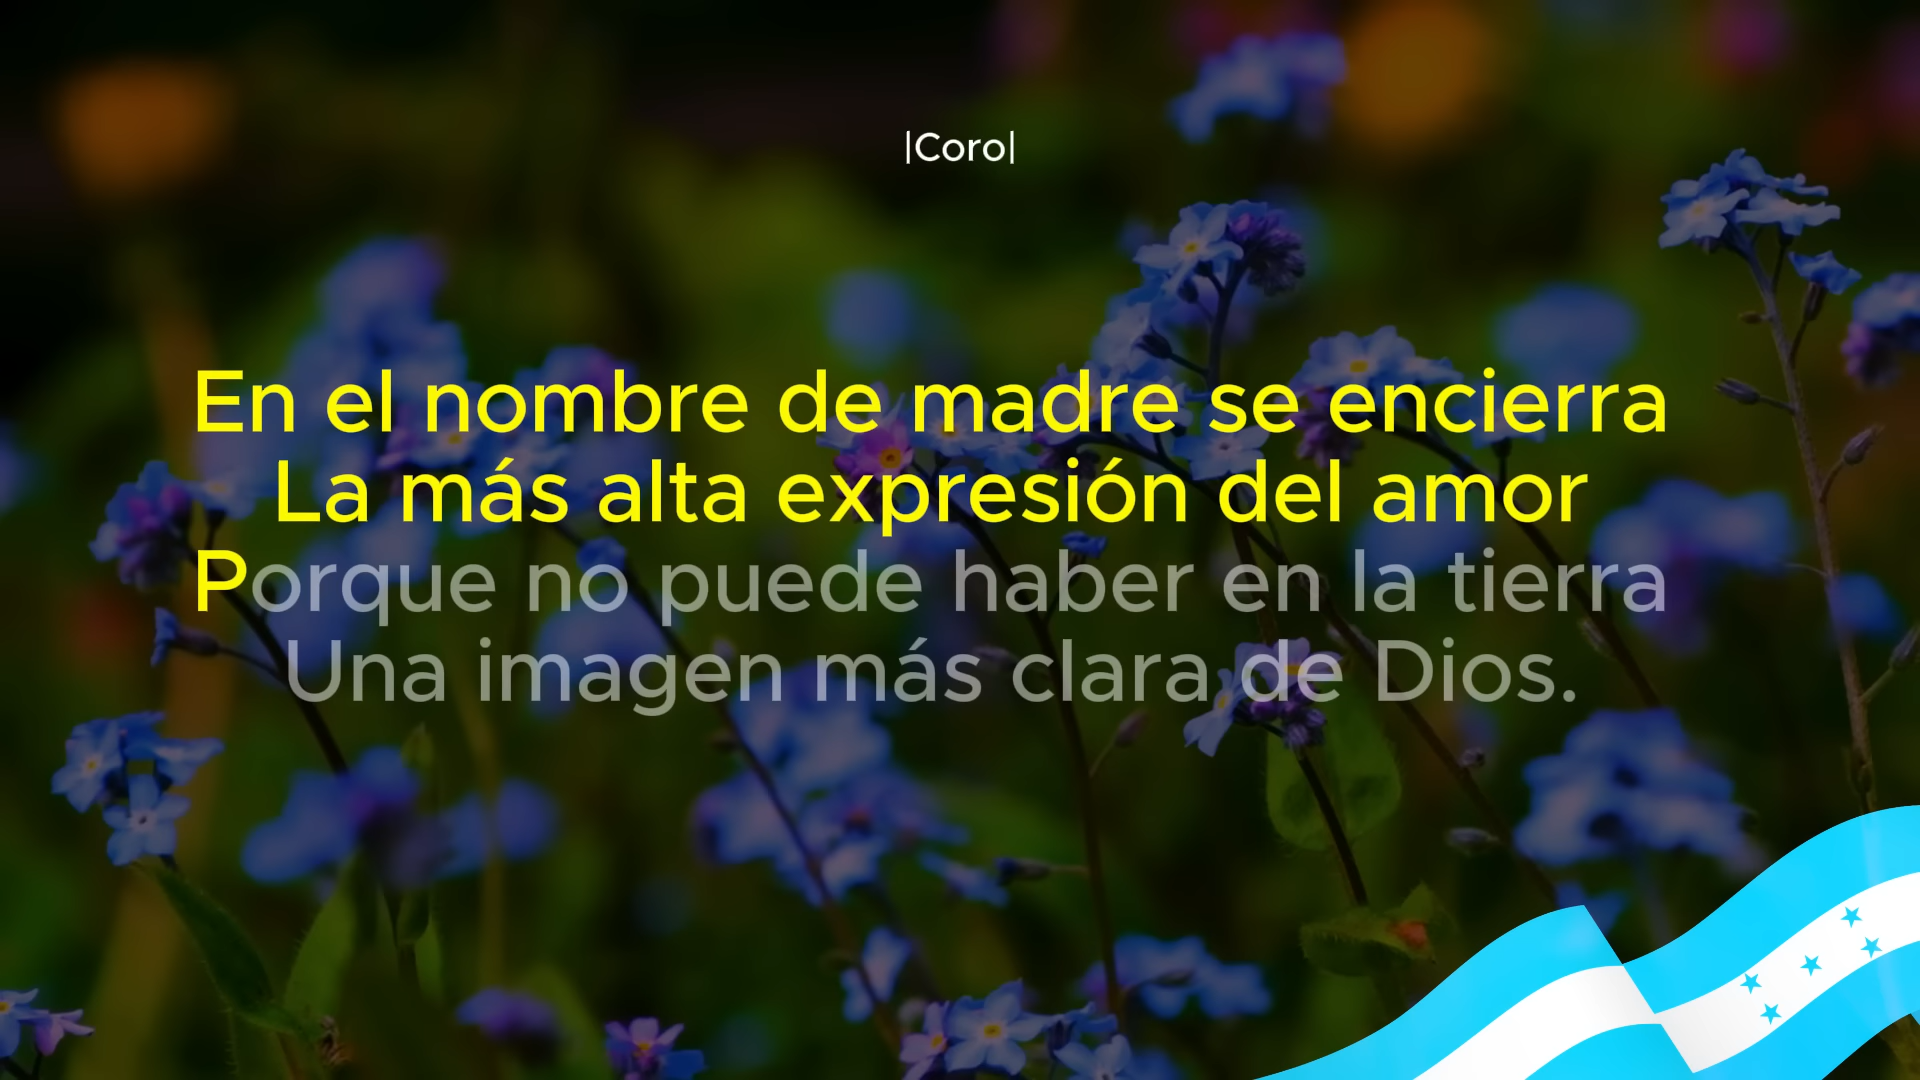 |Coro|
En el nombre de madre se encierra
La más alta expresión del amor
Porque no puede haber en la tierra
Una imagen más clara de Dios.